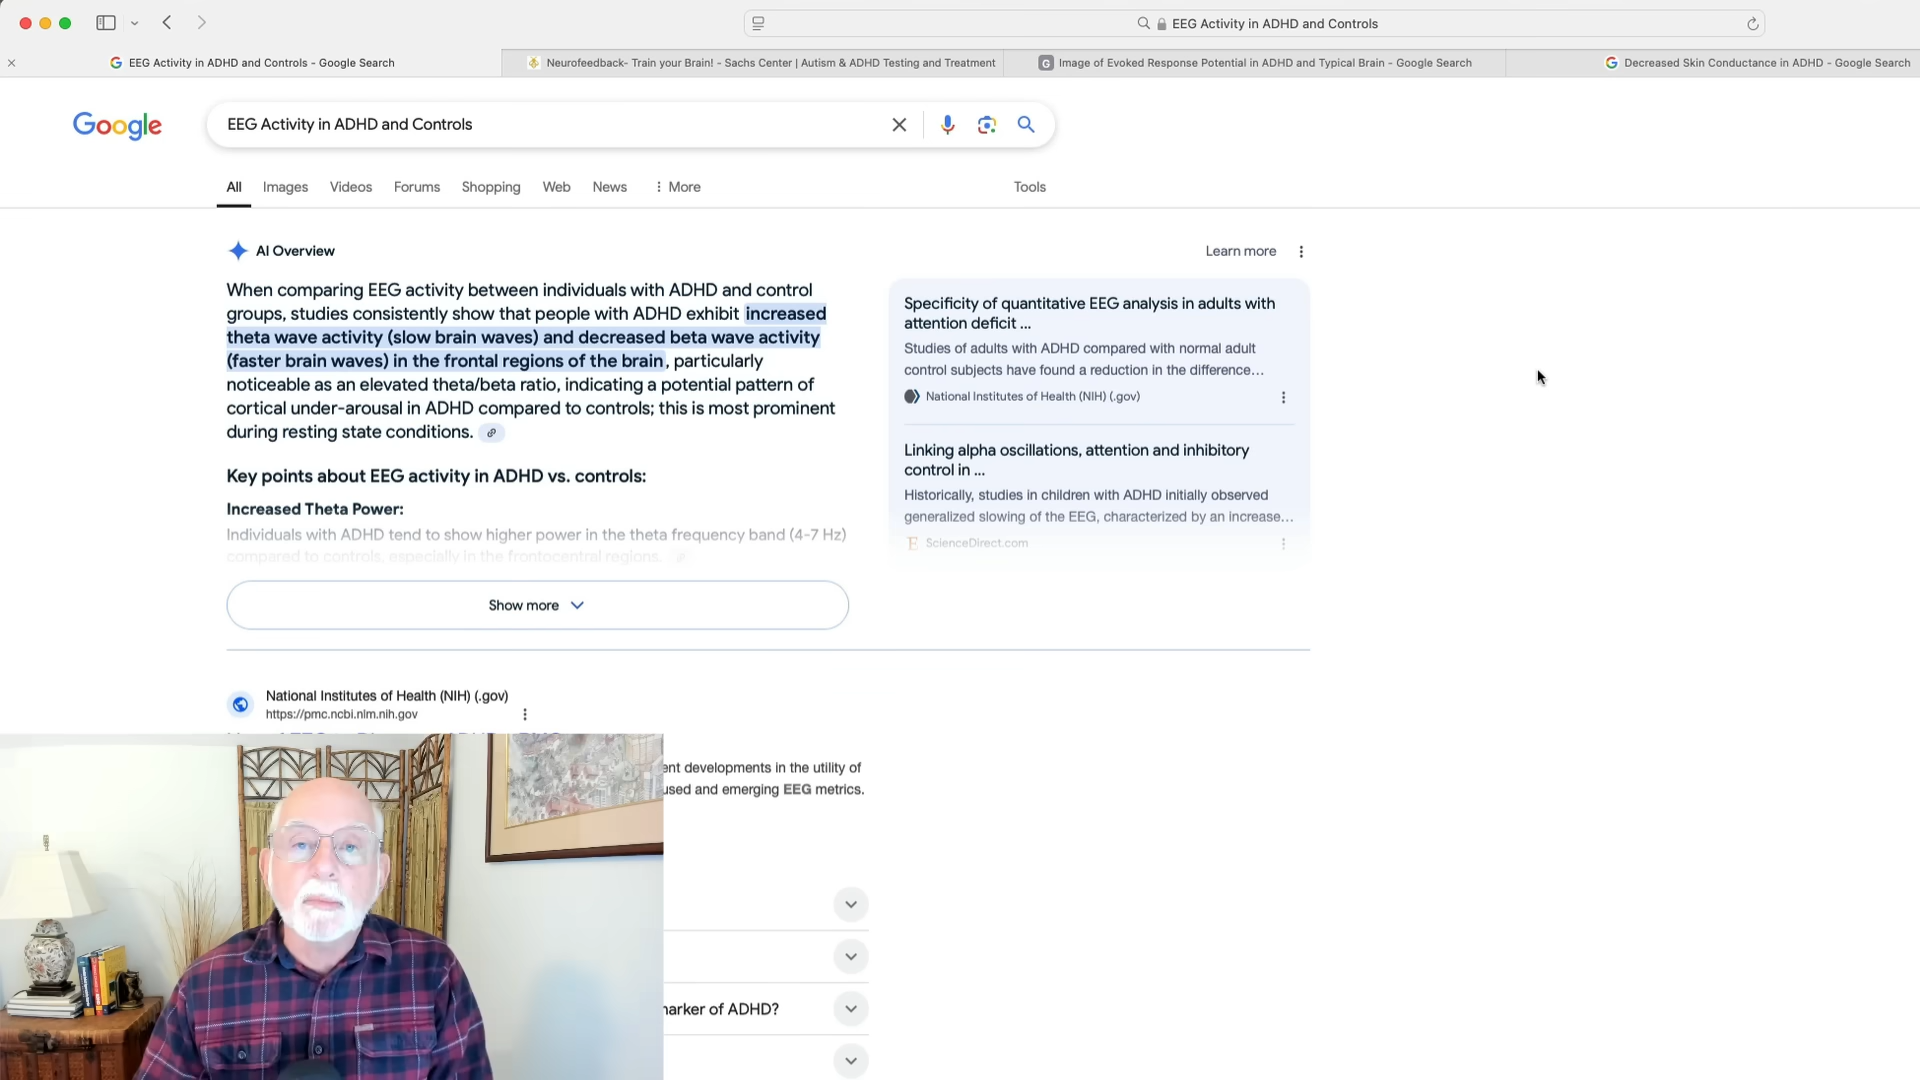 EEG Activity in ADHD and Controls
EEG Activity in ADHD and Controls - Google Search
Neurofeedback- Train your Brain! - Sachs Center | Autism & ADHD Testing and Treatment
Image of Evoked Response Potential in ADHD and Typical Brain - Google Search
Decreased Skin Conductance in ADHD - Google Search
Google
EEG Activity in ADHD and Controls
All Images Videos Forums Shopping Web News More Tools
AI Overview
Learn more
When comparing EEG activity between individuals with ADHD and control
groups, studies consistently show that people with ADHD exhibit increased
theta wave activity (slow brain waves) and decreased beta wave activity
(faster brain waves) in the frontal regions of the brain, particularly
noticeable as an elevated theta/beta ratio, indicating a potential pattern of
cortical under-arousal in ADHD compared to controls; this is most prominent
during resting state conditions.
Key points about EEG activity in ADHD vs. controls:
Increased Theta Power:
Individuals with ADHD tend to show higher power in the theta frequency band (4-7 Hz)
compared to controls, especially in the frontocentral regions.
Show more
Specificity of quantitative EEG analysis in adults with
attention deficit ...
Studies of adults with ADHD compared with normal adult
control subjects have found a reduction in the difference...
National Institutes of Health (NIH) (.gov)
Linking alpha oscillations, attention and inhibitory
control in ...
Historically, studies in children with ADHD initially observed
generalized slowing of the EEG, characterized by an increase...
ScienceDirect.com
National Institutes of Health (NIH) (.gov)
https://pmc.ncbi.nlm.nih.gov
ent developments in the utility of
used and emerging EEG metrics.
marker of ADHD?